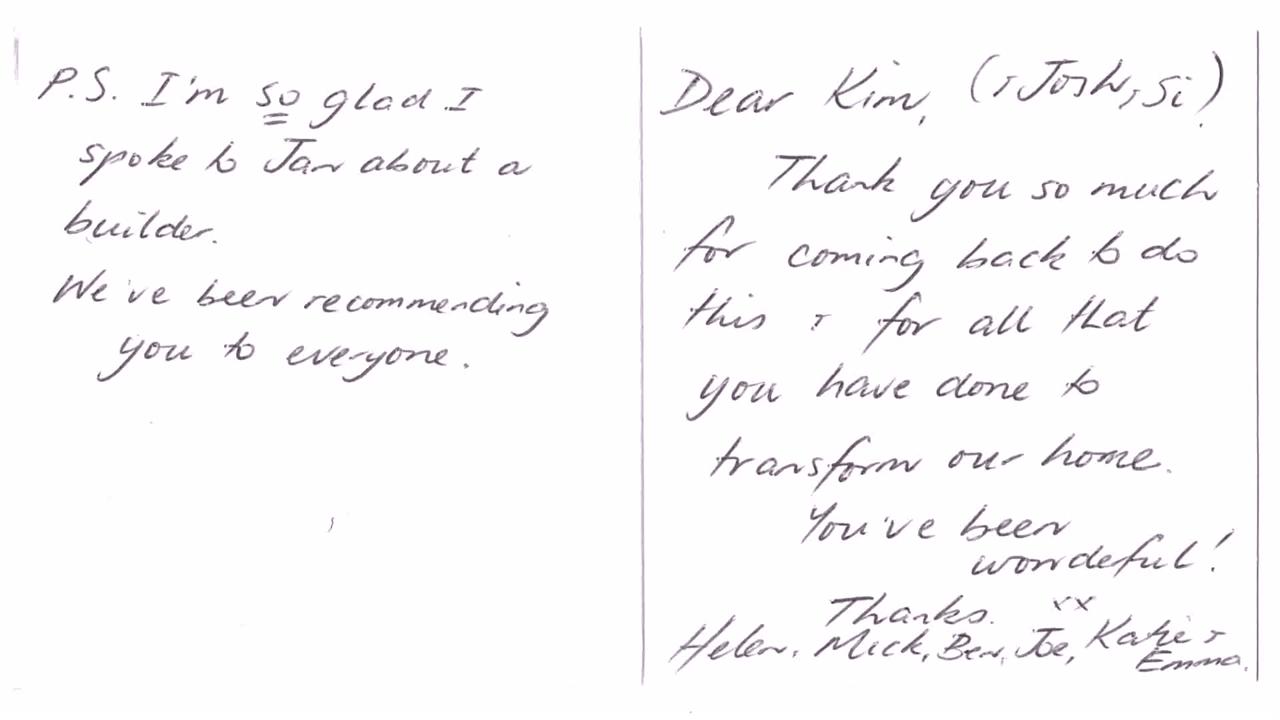 P.S. I'm so glad I
spoke to Jan about a
builder.
We've been recommending
you to everyone.
Dear Kim, (+ Josh + Si)
Thank you so much
for coming back to do
this + for all that
you have done to
transform our home.
You've been
wondeful!
Thanks. xx
Helen, Mick, Ben, Joe, Katie +
Emma.